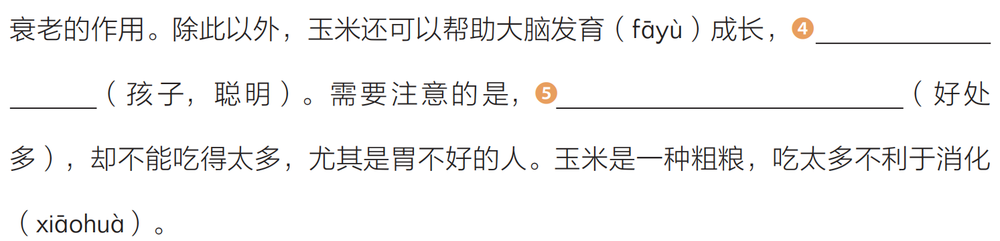 衰老的作用。除此以外，玉米还可以帮助大脑发育（fāyù）成长，❹______________
_______（孩子，聪明）。需要注意的是，❺____________________________（好处
多），却不能吃得太多，尤其是胃不好的人。玉米是一种粗粮，吃太多不利于消化
（xiāohuà）。